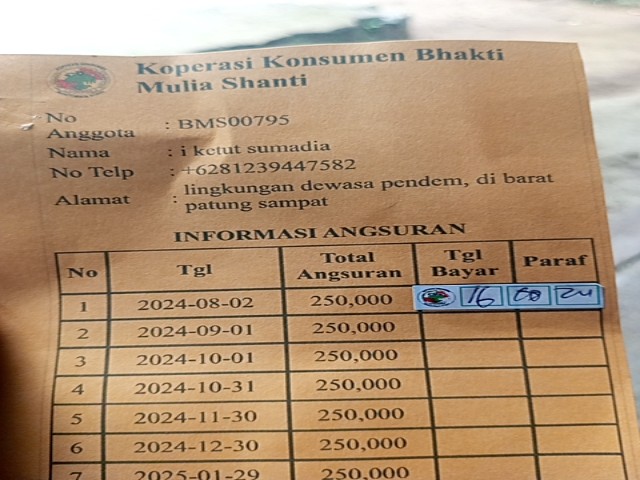 Koperasi Konsumen Bhakti
Mulia Shanti
No
Anggota : BMS00795
Nama : i ketut sumadia
No Telp : +6281239447582
Alamat : lingkungan dewasa pendem, di barat
patung sampat
INFORMASI ANGSURAN
No Tgl Total Angsuran Tgl Bayar Paraf
1 2024-08-02 250,000 16 08 24
2 2024-09-01 250,000
3 2024-10-01 250,000
4 2024-10-31 250,000
5 2024-11-30 250,000
6 2024-12-30 250,000
7 2025-01-29 250,000